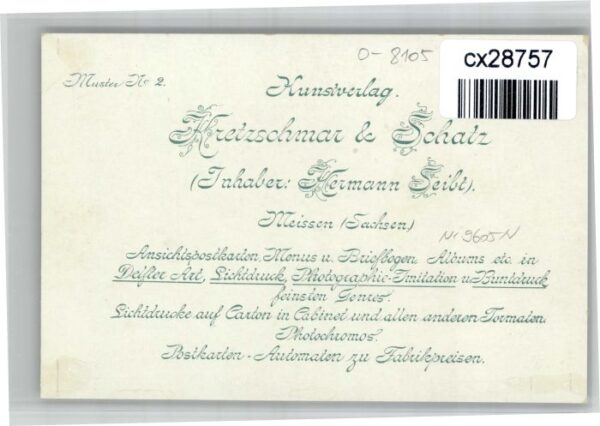 O-8105
cx28757
Muster No 2.
Kunstverlag.
Kretzschmar & Schatz
(Inhaber: Hermann Seibt).
Meissen (Sachsen)
Nr 9605N
Ansichtspostkarten, Menus u. Briefbogen, Albums etc. in
Delfter Art, Lichtdruck, Photographie-Imitation u. Buntdruck
feinsten Genres.
Lichtdrucke auf Carton in Cabinet und allen anderen Formaten.
Photochromos.
Postkarten-Automaten zu Fabrikpreisen.